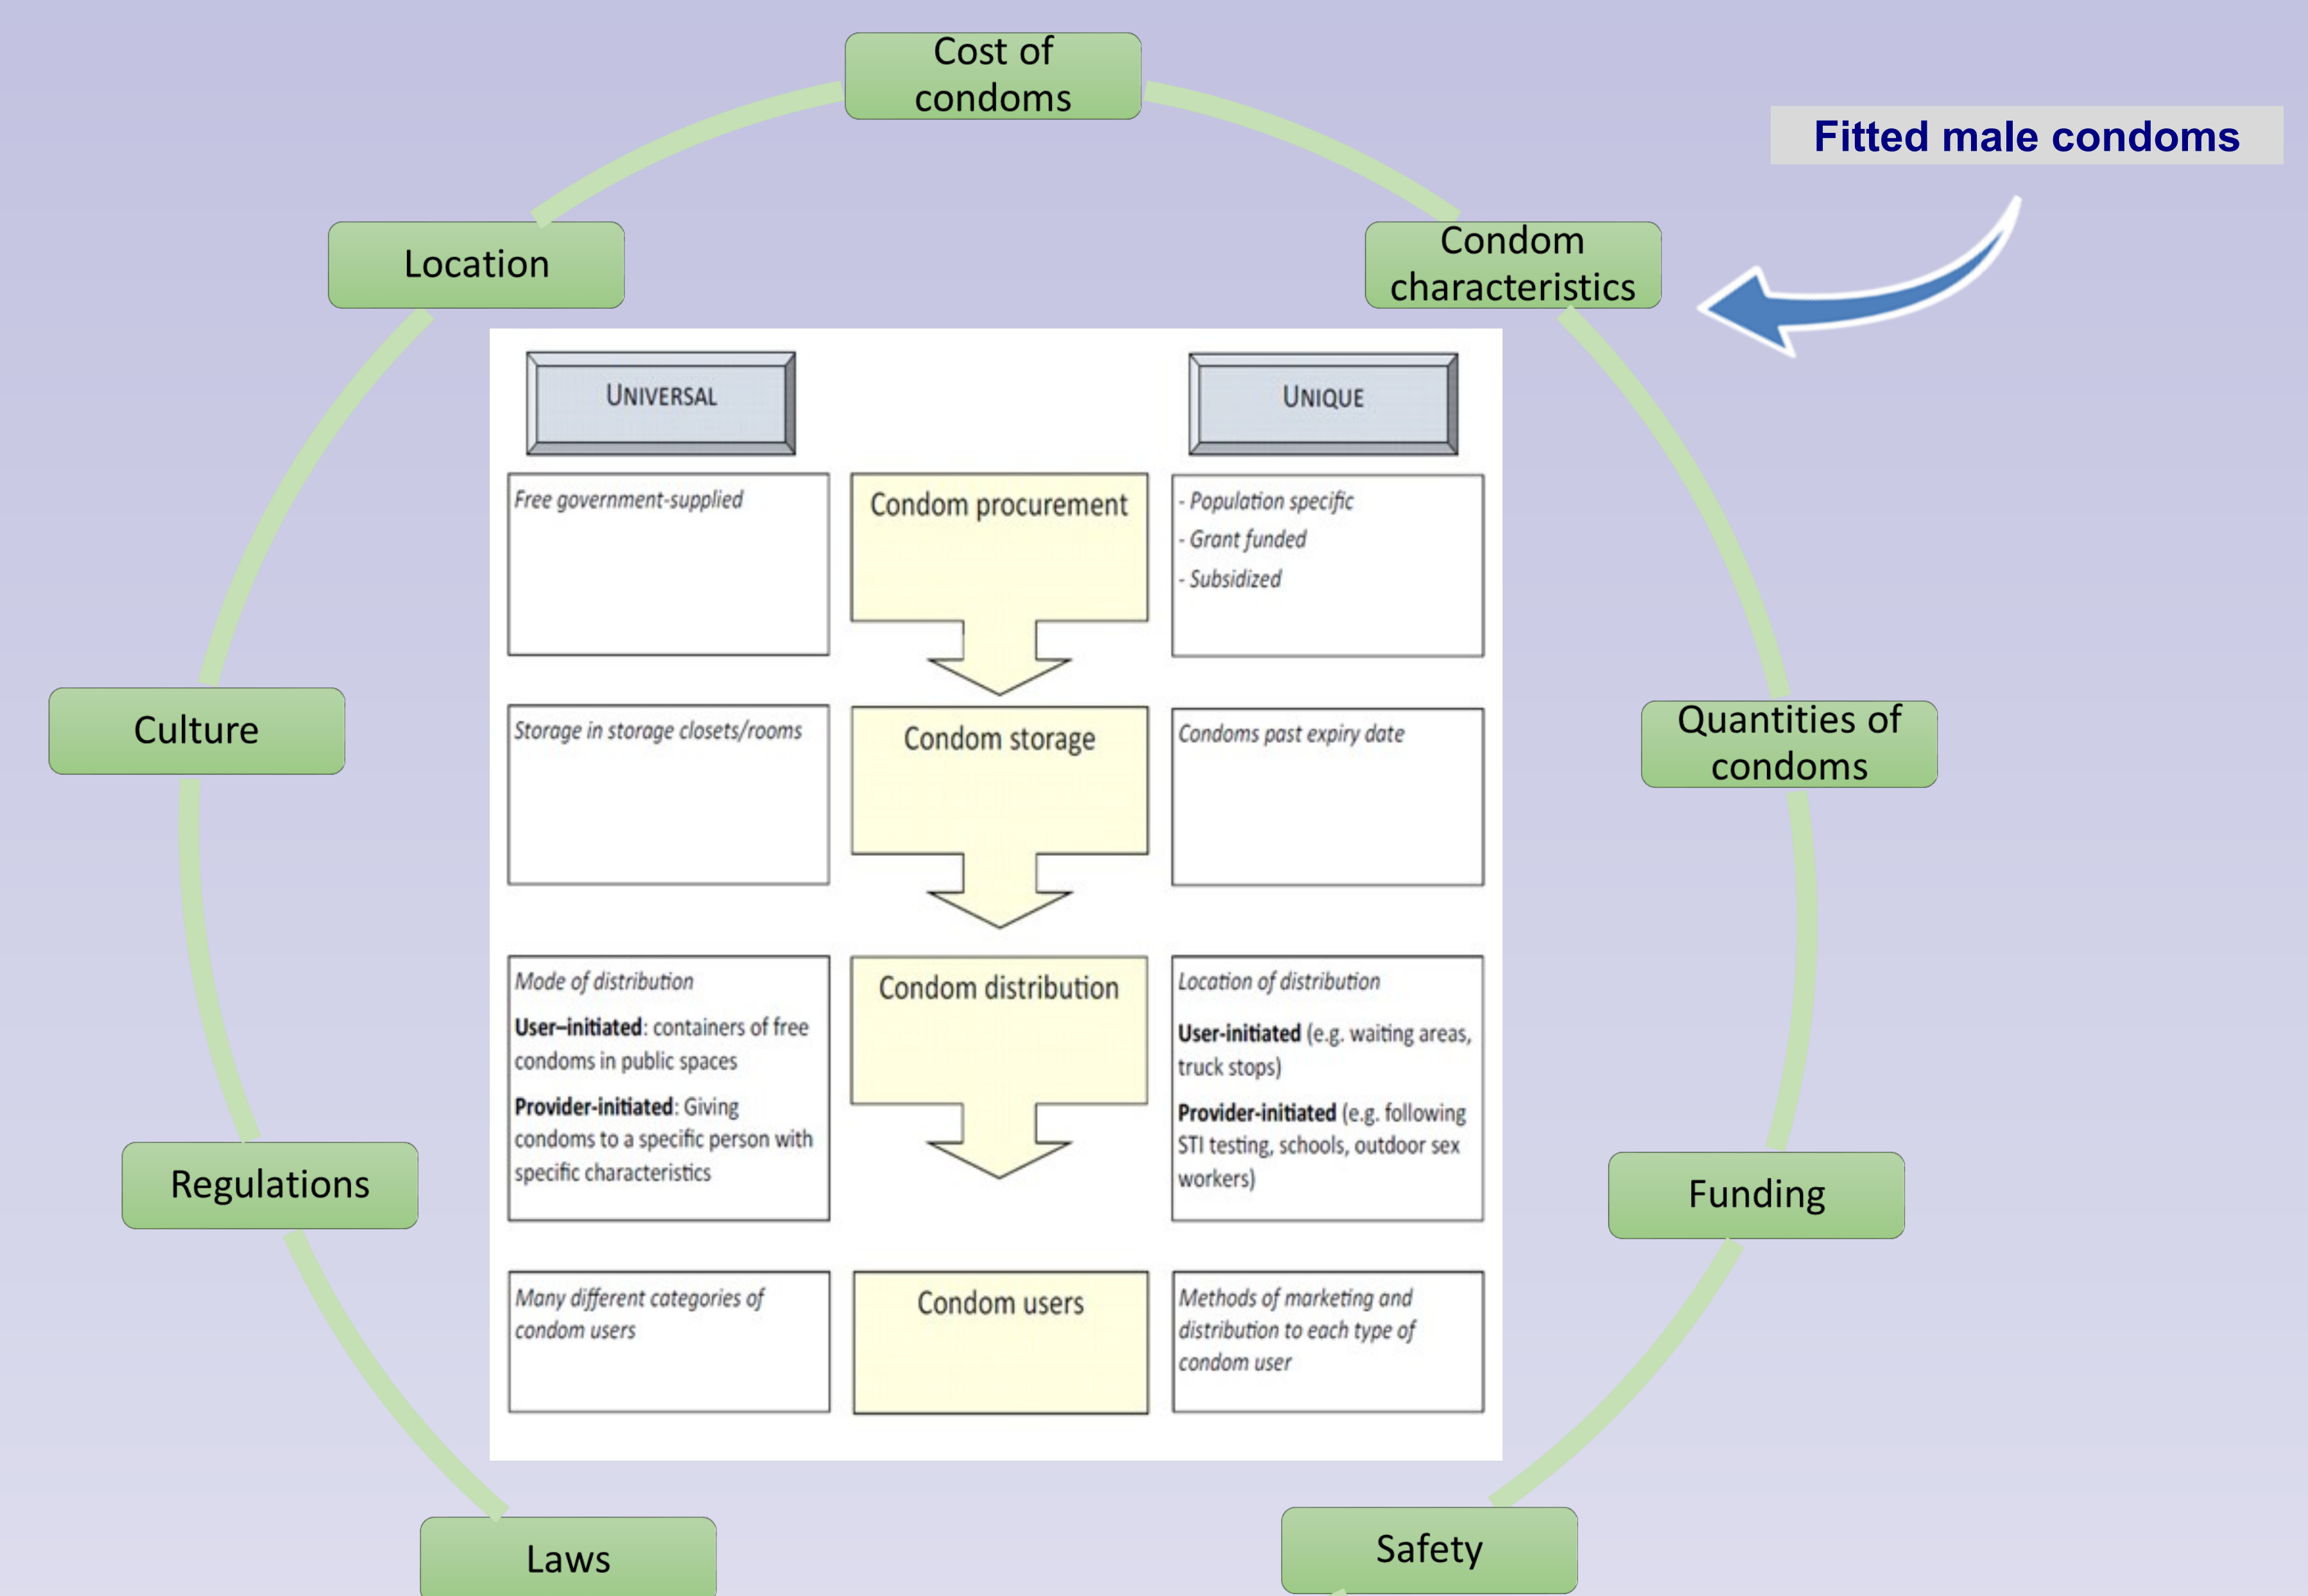 Cost of
condoms
Fitted male condoms
Location
Condom
characteristics
UNIVERSAL
UNIQUE
Free government-supplied
Condom procurement
- Population specific
- Grant funded
- Subsidized
Culture
Storage in storage closets/rooms
Condom storage
Condoms past expiry date
Quantities of
condoms
Mode of distribution
User–initiated: containers of free
condoms in public spaces
Provider-initiated: Giving
condoms to a specific person with
specific characteristics
Condom distribution
Location of distribution
User-initiated (e.g. waiting areas,
truck stops)
Provider-initiated (e.g. following
STI testing, schools, outdoor sex
workers)
Regulations
Funding
Many different categories of
condom users
Condom users
Methods of marketing and
distribution to each type of
condom user
Laws
Safety